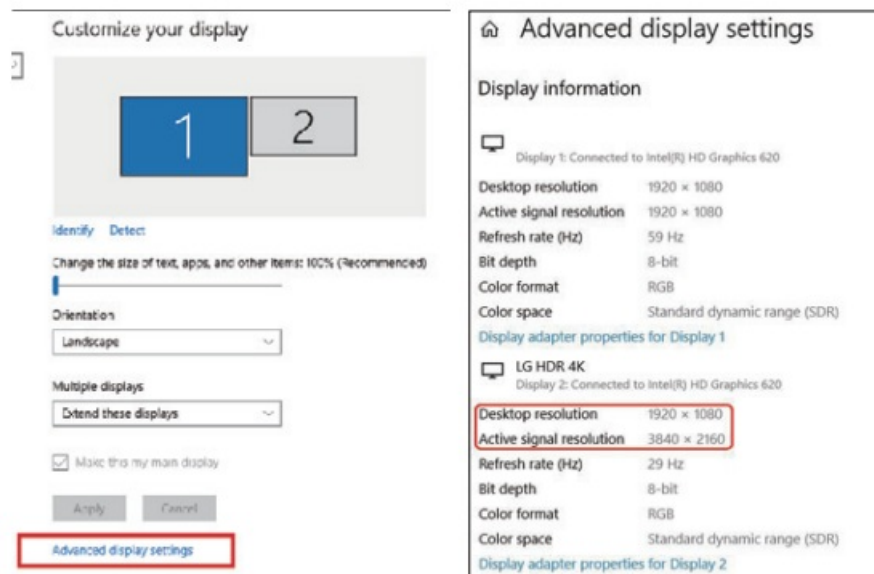 Customize your display
1
2
Identify Detect
Change the size of text, apps, and other items: 100% (Recommended)
Orientation
Landscape
Multiple displays
Extend these displays
Make this my main display
Apply Cancel
Advanced display settings
Advanced display settings
Display information
Display 1: Connected to Intel(R) HD Graphics 620
Desktop resolution 1920 × 1080
Active signal resolution 1920 × 1080
Refresh rate (Hz) 59 Hz
Bit depth 8-bit
Color format RGB
Color space Standard dynamic range (SDR)
Display adapter properties for Display 1
LG HDR 4K
Display 2: Connected to Intel(R) HD Graphics 620
Desktop resolution 1920 × 1080
Active signal resolution 3840 × 2160
Refresh rate (Hz) 29 Hz
Bit depth 8-bit
Color format RGB
Color space Standard dynamic range (SDR)
Display adapter properties for Display 2